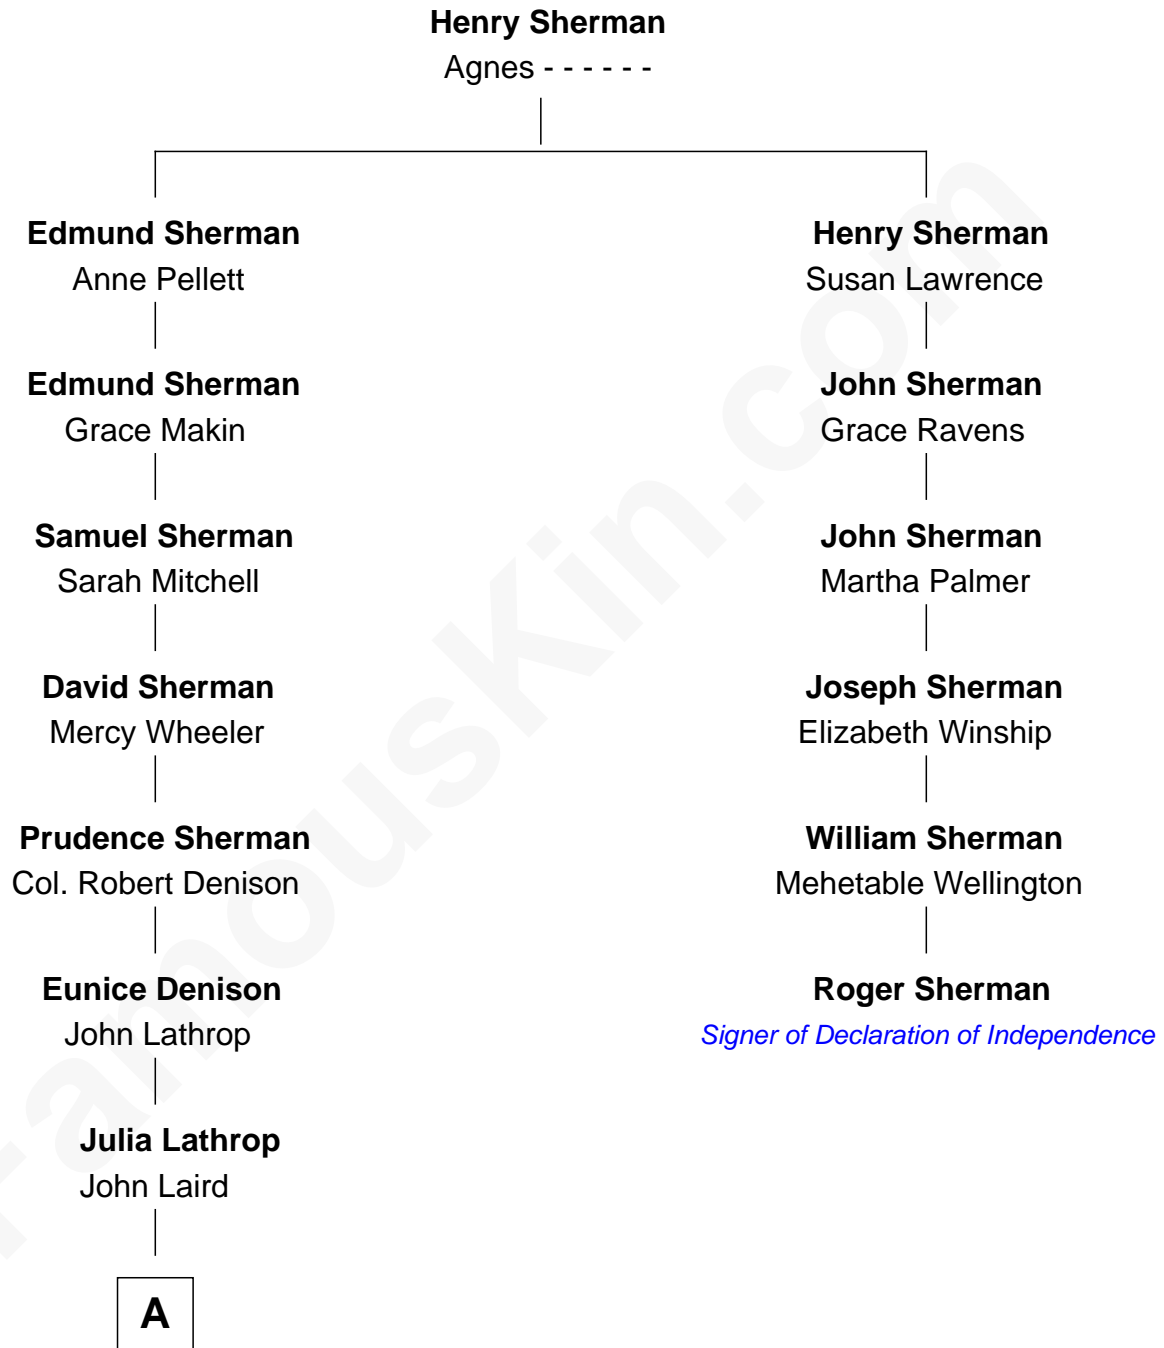 Henry Sherman
Agnes - - - - - -
Edmund Sherman
Anne Pellett
Edmund Sherman
Grace Makin
Samuel Sherman
Sarah Mitchell
David Sherman
Mercy Wheeler
Prudence Sherman
Col. Robert Denison
Eunice Denison
John Lathrop
Julia Lathrop
John Laird
A
Henry Sherman
Susan Lawrence
John Sherman
Grace Ravens
John Sherman
Martha Palmer
Joseph Sherman
Elizabeth Winship
William Sherman
Mehetable Wellington
Roger Sherman
Signer of Declaration of Independence
FamousKin.com